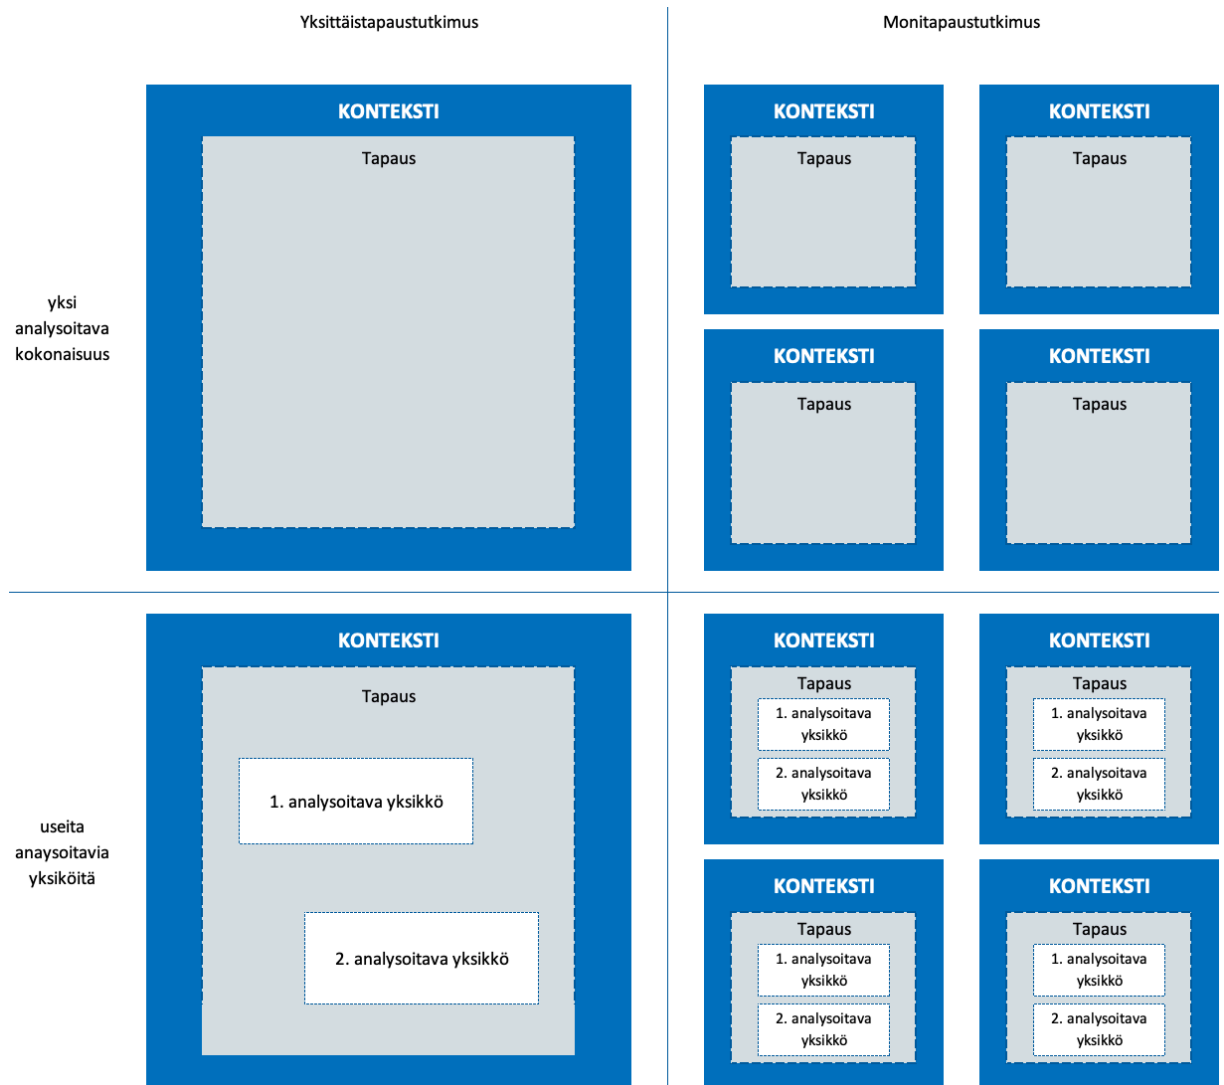 Yksittäistapaustutkimus
Monitapaustutkimus
yksi
analysoitava
kokonaisuus
KONTEKSTI
Tapaus
KONTEKSTI
Tapaus
KONTEKSTI
Tapaus
KONTEKSTI
Tapaus
KONTEKSTI
Tapaus
useita
anaysoitavia
yksiköitä
KONTEKSTI
Tapaus
1. analysoitava yksikkö
2. analysoitava yksikkö
KONTEKSTI
Tapaus
1. analysoitava
yksikkö
2. analysoitava
yksikkö
KONTEKSTI
Tapaus
1. analysoitava
yksikkö
2. analysoitava
yksikkö
KONTEKSTI
Tapaus
1. analysoitava
yksikkö
2. analysoitava
yksikkö
KONTEKSTI
Tapaus
1. analysoitava
yksikkö
2. analysoitava
yksikkö